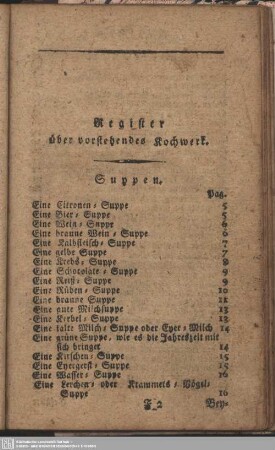 Register
über vorstehendes Kochwerk.
Suppen.
Pag.
Eine Citronen-Suppe 5
Eine Bier-Suppe 5
Eine Wein-Suppe 6
Eine braune Wein-Suppe 6
Eine Kalbfleisch-Suppe 7
Eine gelbe Suppe 7
Eine Krebs-Suppe 8
Eine Schocolate-Suppe 9
Eine Reiß-Suppe 9
Eine Rüben-Suppe 10
Eine braune Suppe 12
Eine gute Milchsuppe 13
Eine Kerbel-Suppe 13
Eine kalte Milch-Suppe oder Eyer-Milch 14
Eine grüne Suppe, wie es die Jahrszeit mit
sich bringet 14
Eine Kirschen-Suppe 15
Eine Eyergerst-Suppe 15
Eine Wasser-Suppe 16
Eine Lerchen- oder Krammets-Vögel-
Suppe 16
F 2 Bey-